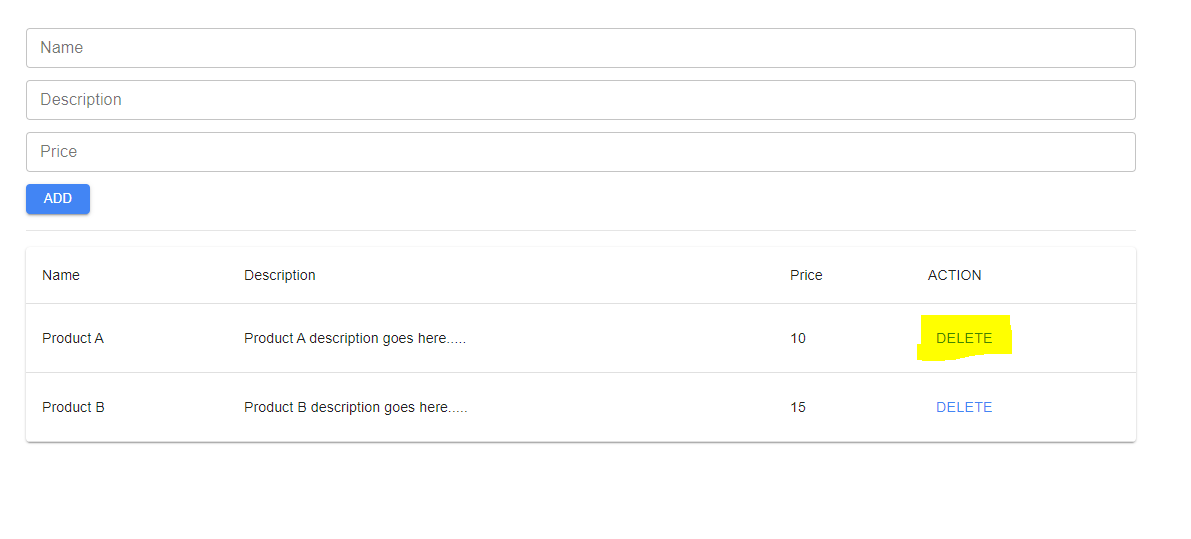 Name
Description
Price
ADD
Name Description Price ACTION
Product A Product A description goes here..... 10 DELETE
Product B Product B description goes here..... 15 DELETE